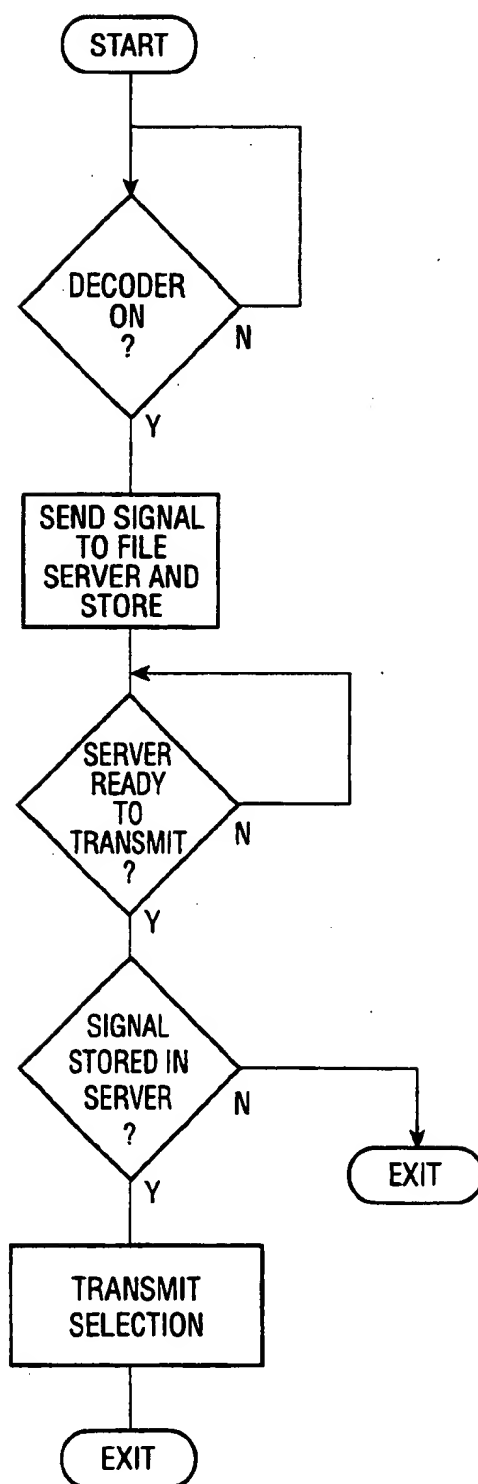 START
DECODER
ON
?
N
Y
SEND SIGNAL
TO FILE
SERVER AND
STORE
SERVER
READY
TO
TRANSMIT
?
N
Y
SIGNAL
STORED IN
SERVER
?
N
EXIT
Y
TRANSMIT
SELECTION
EXIT